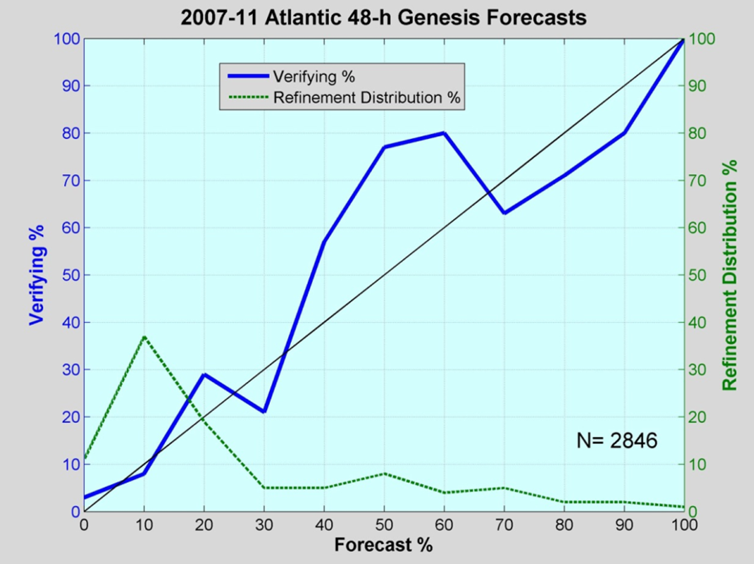 2007-11 Atlantic 48-h Genesis Forecasts
Verifying %
Refinement Distribution %
100
90
80
70
60
50
40
30
20
10
0
Verifying %
100
90
80
70
60
50
40
30
20
10
0
Refinement Distribution %
N= 2846
0 10 20 30 40 50 60 70 80 90 100
Forecast %